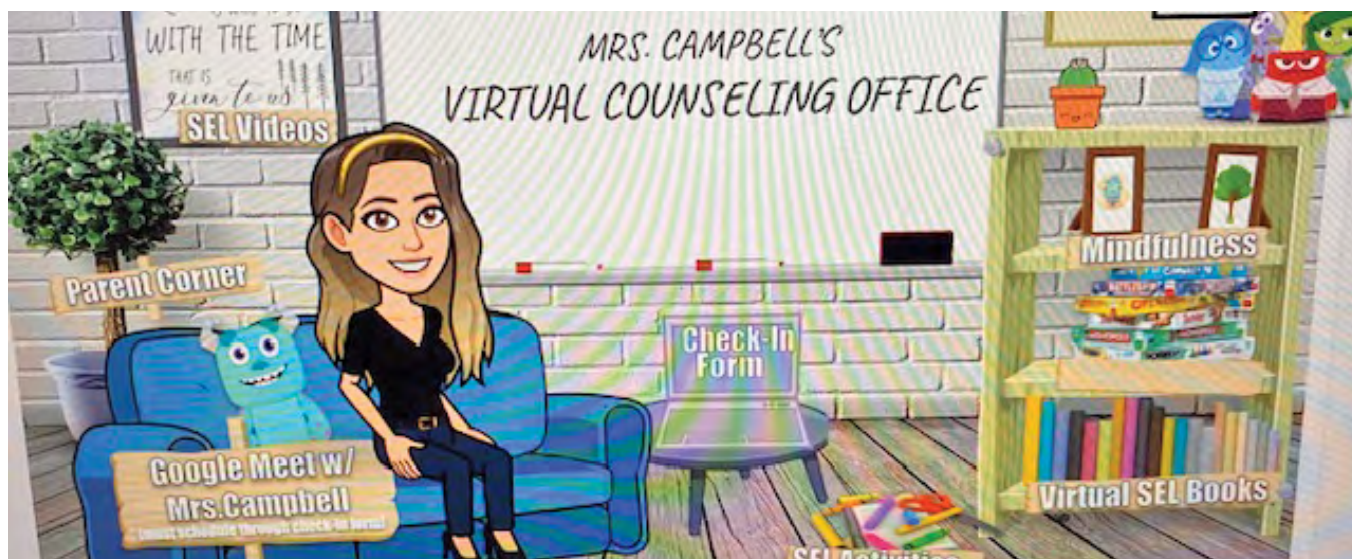 WITH THE TIME
THAT IS
given to us
SEL Videos
MRS. CAMPBELL'S
VIRTUAL COUNSELING OFFICE
Parent Corner
Check-In
Form
Mindfulness
Google Meet w/
Mrs.Campbell
(must schedule through check-in form)
Virtual SEL Books
SEL Activities